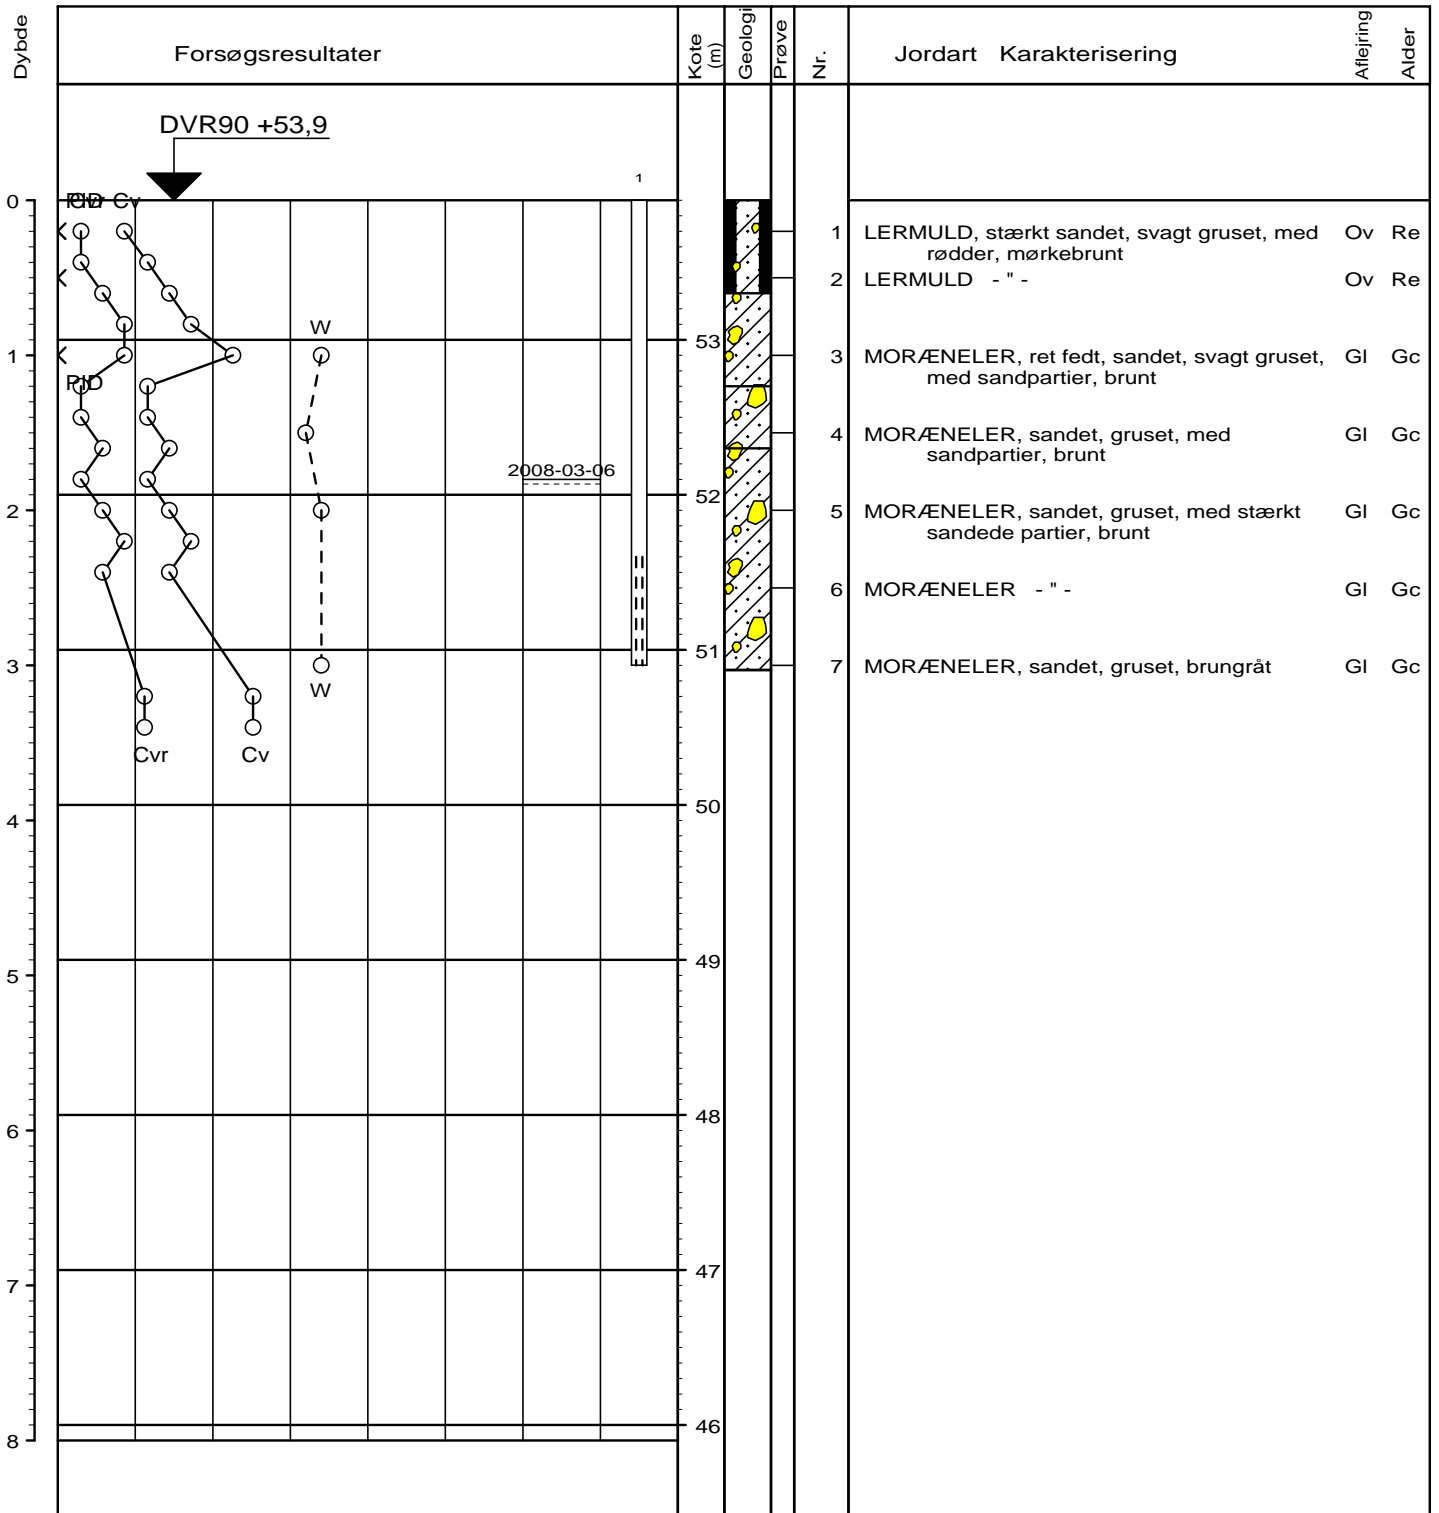 Dybde
Forsøgsresultater
Kote (m)
Geologi
Prøve
Nr.
Jordart Karakterisering
Aflejring
Alder
DVR90 +53,9
1
0
PID Cvr Cv
1 LERMULD, stærkt sandet, svagt gruset, med Ov Re
rødder, mørkebrunt
2 LERMULD - " - Ov Re
W
53
1
3 MORÆNELER, ret fedt, sandet, svagt gruset, Gl Gc
med sandpartier, brunt
PID
4 MORÆNELER, sandet, gruset, med Gl Gc
sandpartier, brunt
2008-03-06
52
2
5 MORÆNELER, sandet, gruset, med stærkt Gl Gc
sandede partier, brunt
6 MORÆNELER - " - Gl Gc
51
3
7 MORÆNELER, sandet, gruset, brungråt Gl Gc
W
Cvr Cv
50
4
49
5
48
6
47
7
46
8